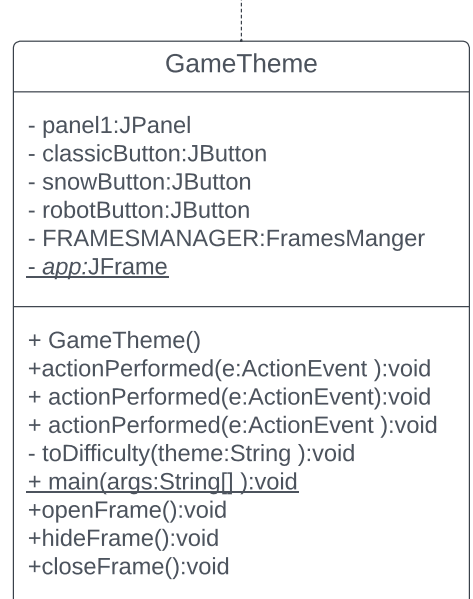 GameTheme
- panel1:JPanel
- classicButton:JButton
- snowButton:JButton
- robotButton:JButton
- FRAMESMANAGER:FramesManger
- app:JFrame
+ GameTheme()
+actionPerformed(e:ActionEvent ):void
+ actionPerformed(e:ActionEvent):void
+ actionPerformed(e:ActionEvent ):void
- toDifficulty(theme:String ):void
+ main(args:String[] ):void
+openFrame():void
+hideFrame():void
+closeFrame():void